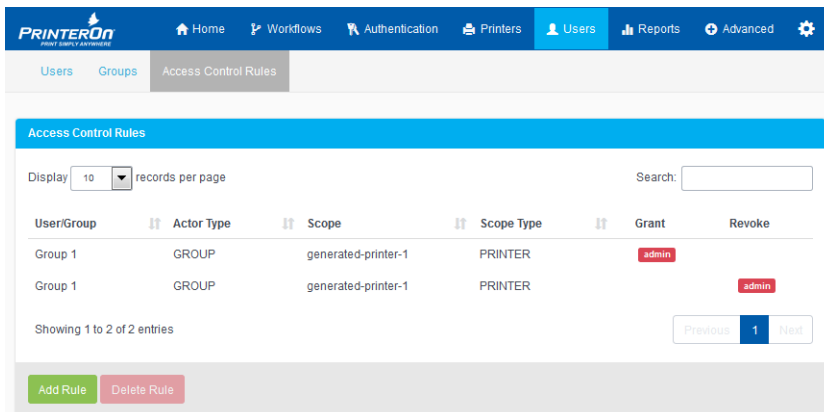 PRINTERON Home Workflows Authentication Printers Users Reports Advanced
PRINT SIMPLY ANYWHERE
Users Groups Access Control Rules
Access Control Rules
Display 10 records per page Search:
User/Group Actor Type Scope Scope Type Grant Revoke
Group 1 GROUP generated-printer-1 PRINTER admin
Group 1 GROUP generated-printer-1 PRINTER admin
Showing 1 to 2 of 2 entries Previous 1 Next
Add Rule Delete Rule